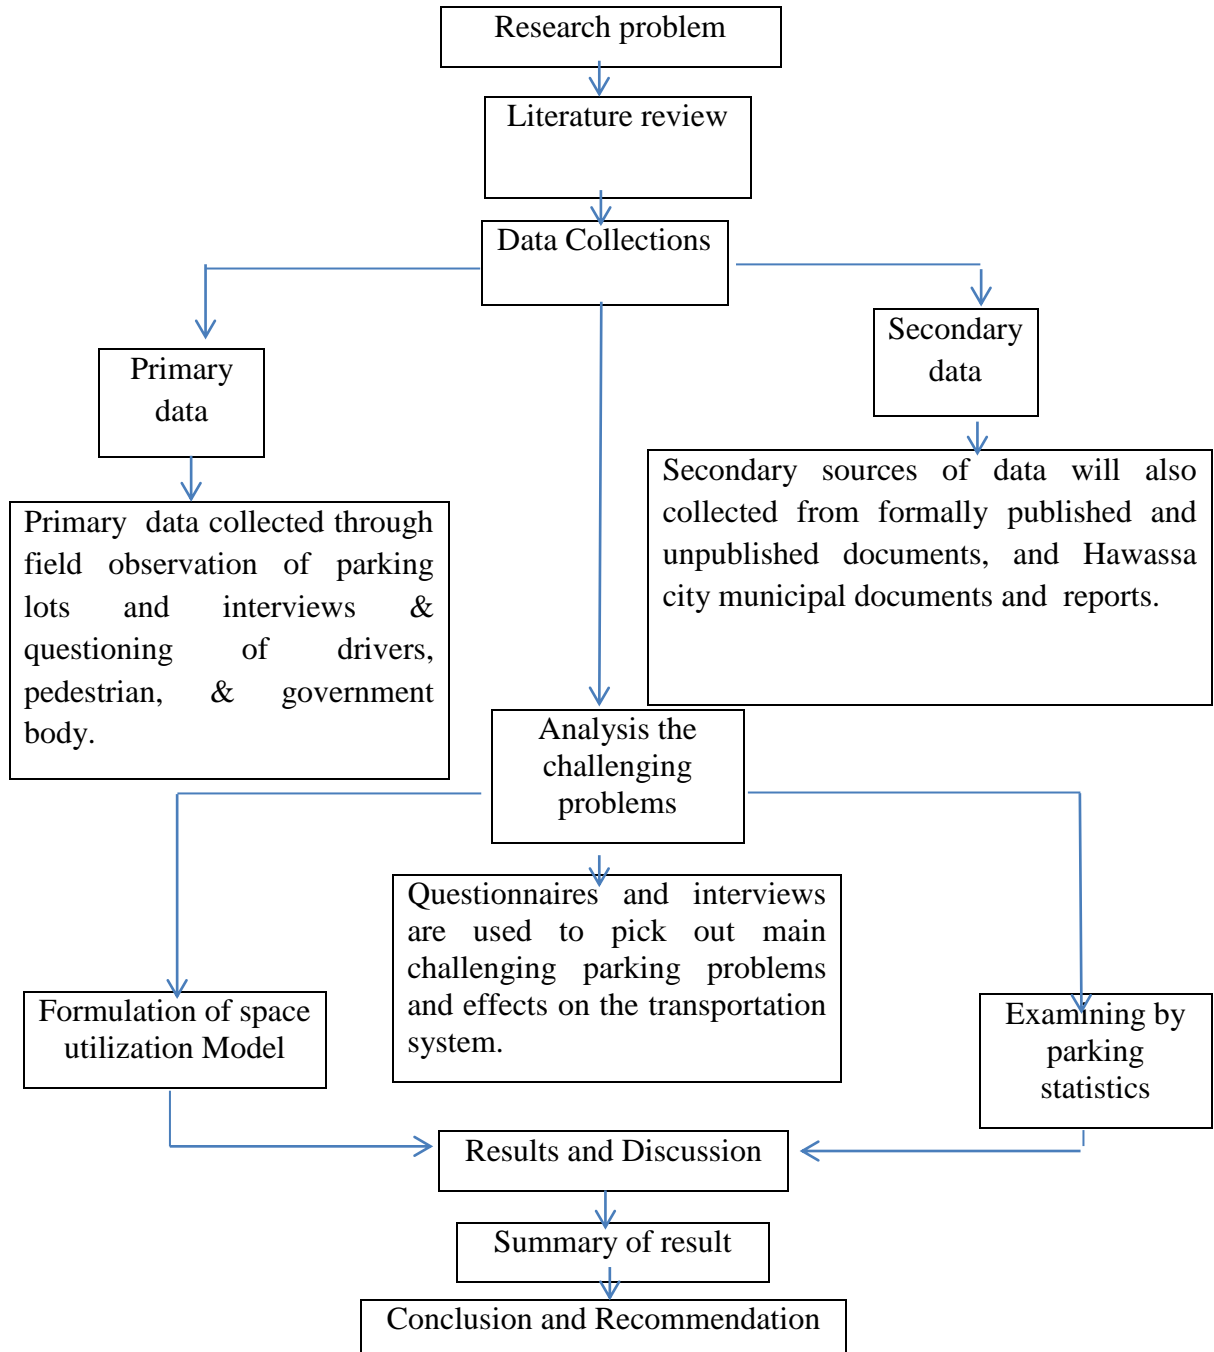 Research problem
Literature review
Data Collections
Primary
data
Secondary
data
Primary data collected through
field observation of parking
lots and interviews &
questioning of drivers,
pedestrian, & government
body.
Secondary sources of data will also
collected from formally published and
unpublished documents, and Hawassa
city municipal documents and reports.
Analysis the
challenging
problems
Questionnaires and interviews
are used to pick out main
challenging parking problems
and effects on the transportation
system.
Formulation of space
utilization Model
Examining by
parking
statistics
Results and Discussion
Summary of result
Conclusion and Recommendation